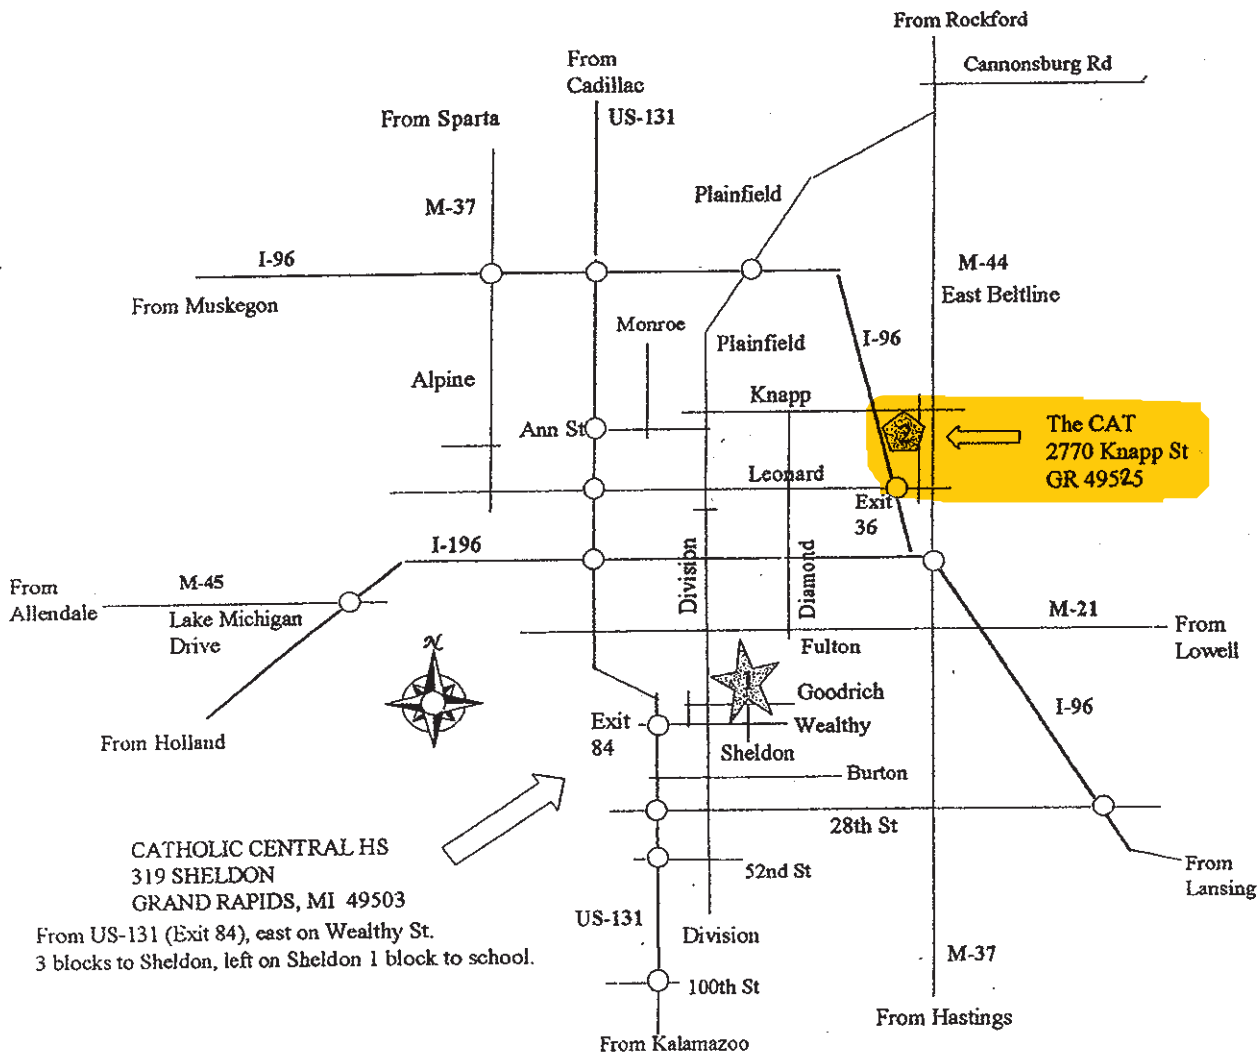 From Rockford
Cannonsburg Rd
From
Cadillac
US-131
From Sparta
M-37
Plainfield
I-96
From Muskegon
M-44
East Beltline
Monroe
Plainfield
I-96
Alpine
Knapp
Ann St
2
The CAT
2770 Knapp St
GR 49525
Leonard
Exit
36
I-196
Division
Diamond
From
Allendale
M-45
Lake Michigan
Drive
M-21
From
Lowell
N
Fulton
1
Goodrich
Exit
84
Wealthy
Sheldon
I-96
From Holland
Burton
28th St
CATHOLIC CENTRAL HS
319 SHELDON
GRAND RAPIDS, MI 49503
From US-131 (Exit 84), east on Wealthy St.
3 blocks to Sheldon, left on Sheldon 1 block to school.
52nd St
From
Lansing
US-131
Division
M-37
100th St
From Hastings
From Kalamazoo